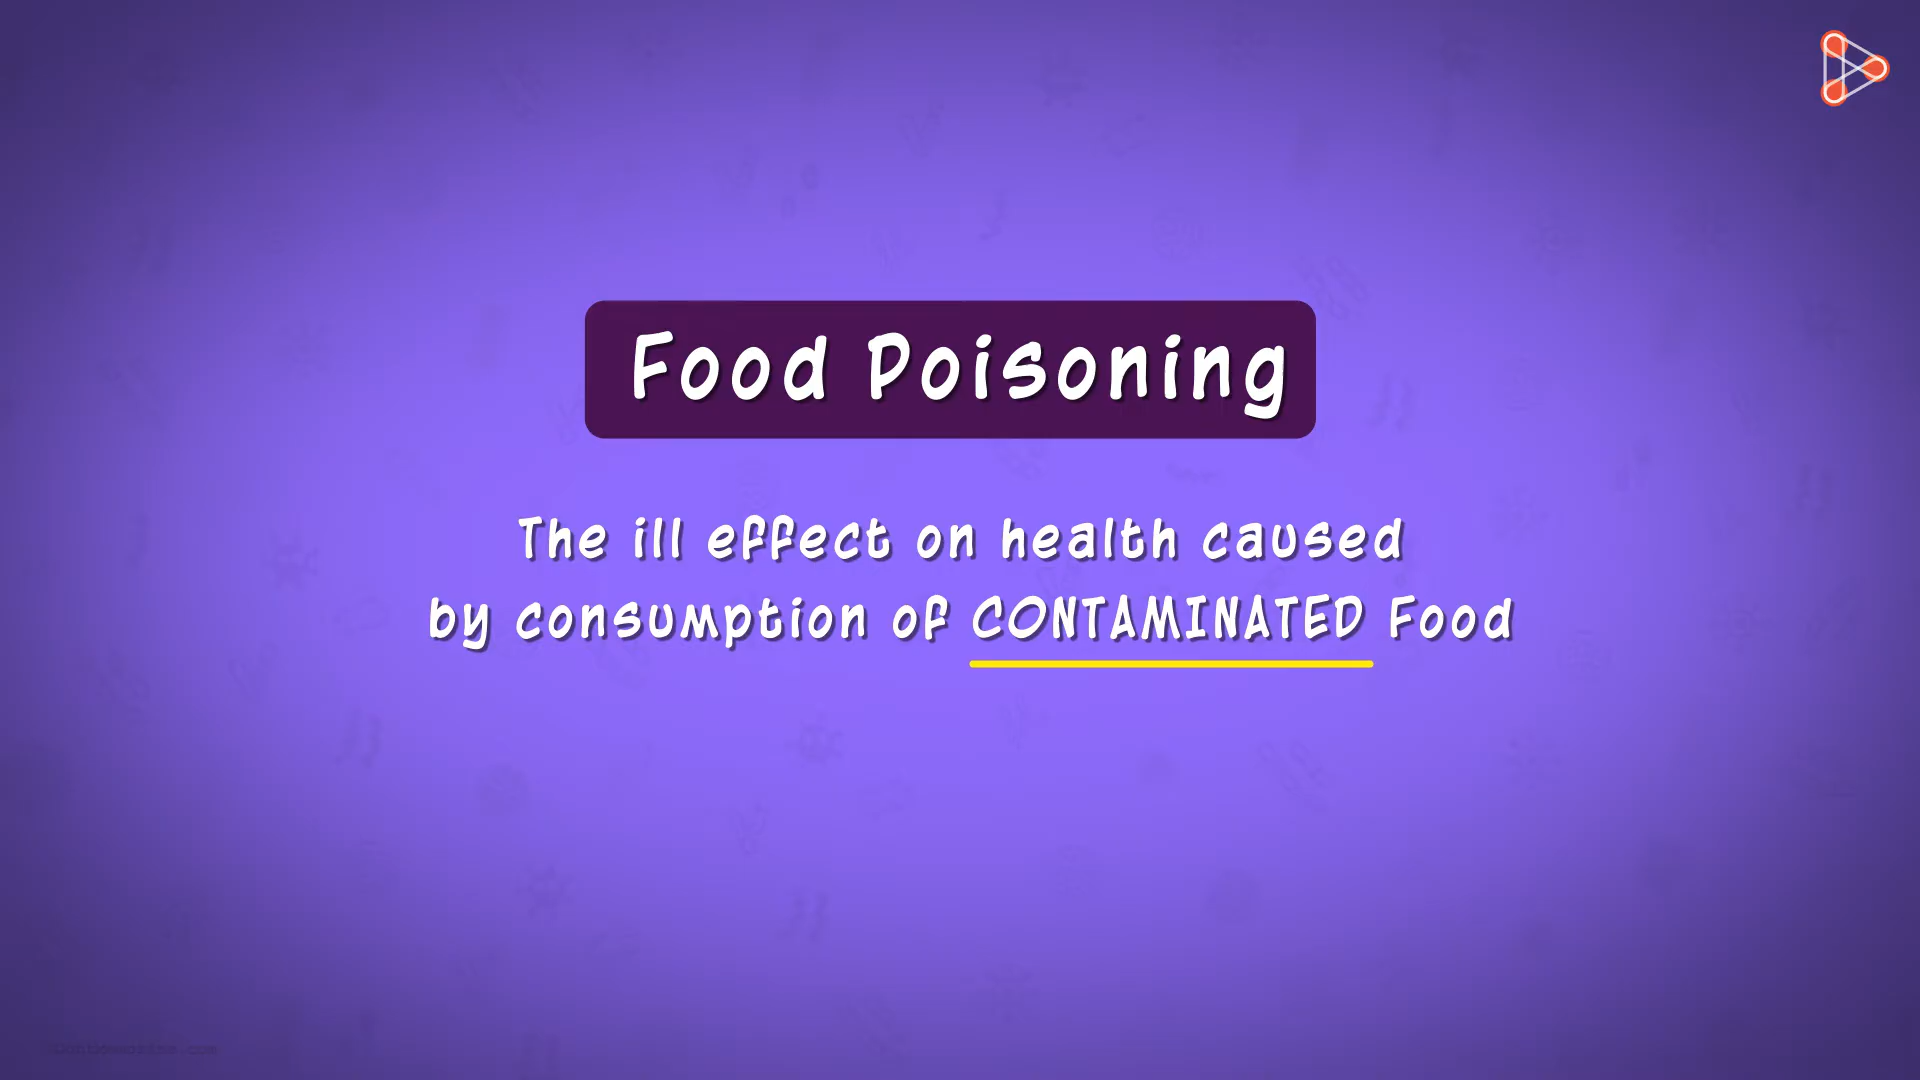 Food Poisoning
The ill effect on health caused
by consumption of CONTAMINATED Food